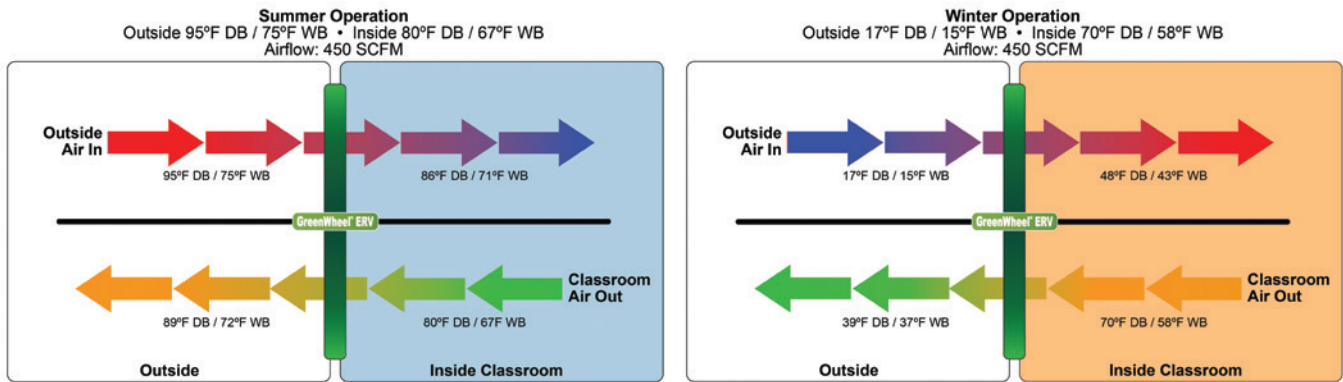 Summer Operation
Outside 95ºF DB / 75ºF WB • Inside 80ºF DB / 67ºF WB
Airflow: 450 SCFM
Outside
Air In
95ºF DB / 75ºF WB
86ºF DB / 71ºF WB
GreenWheel® ERV
Classroom
Air Out
89ºF DB / 72ºF WB
80ºF DB / 67F WB
Outside
Inside Classroom
Winter Operation
Outside 17ºF DB / 15ºF WB • Inside 70ºF DB / 58ºF WB
Airflow: 450 SCFM
Outside
Air In
17ºF DB / 15ºF WB
48ºF DB / 43ºF WB
GreenWheel® ERV
Classroom
Air Out
39ºF DB / 37ºF WB
70ºF DB / 58ºF WB
Outside
Inside Classroom